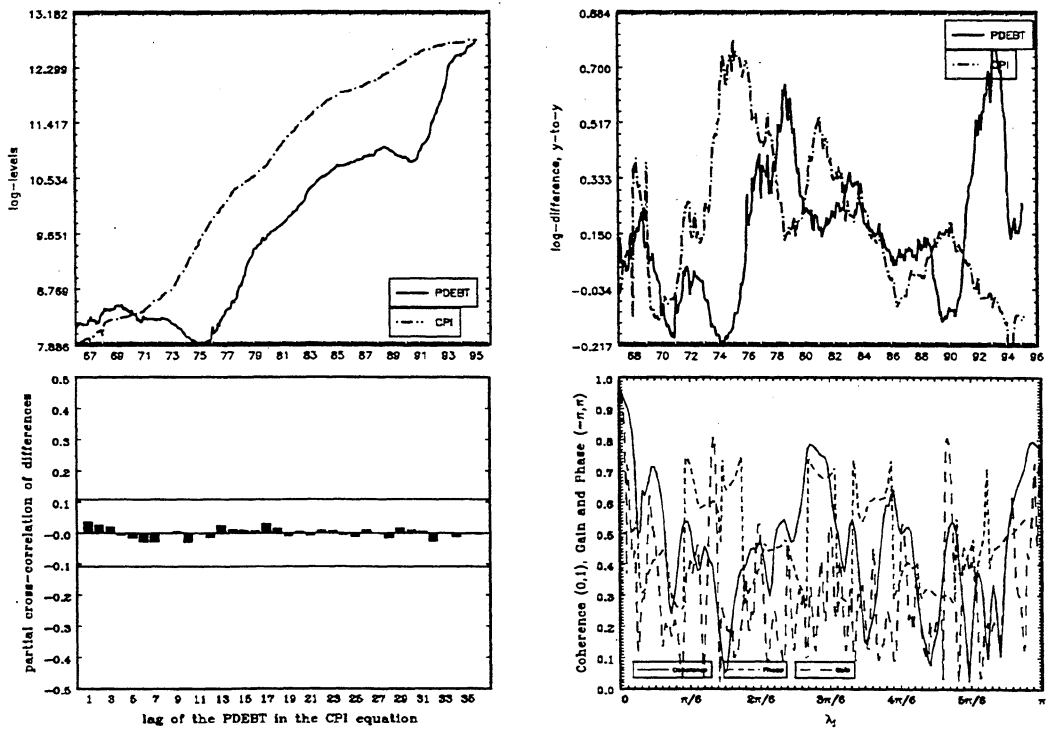 13.182
12.299
11.417
10.534
9.651
8.769
7.886
log-levels
PDEBT
CPI
67 69 71 73 75 77 79 81 83 85 87 89 91 93 95
0.884
0.700
0.517
0.333
0.150
-0.034
-0.217
log-difference, y-to-y
PDEBT
CPI
68 70 72 74 76 78 80 82 84 86 88 90 92 94 96
0.5
0.4
0.3
0.2
0.1
-0.0
-0.1
-0.2
-0.3
-0.4
-0.5
partial cross-correlation of differences
1 3 5 7 9 11 13 15 17 19 21 23 25 27 29 31 33 35
lag of the PDEBT in the CPI equation
1.0
0.9
0.8
0.7
0.6
0.5
0.4
0.3
0.2
0.1
0.0
Coherence (0,1), Gain and Phase (-π,π)
Coherence
Phase
Gain
0 π/6 2π/6 3π/6 4π/6 5π/6 π
λj